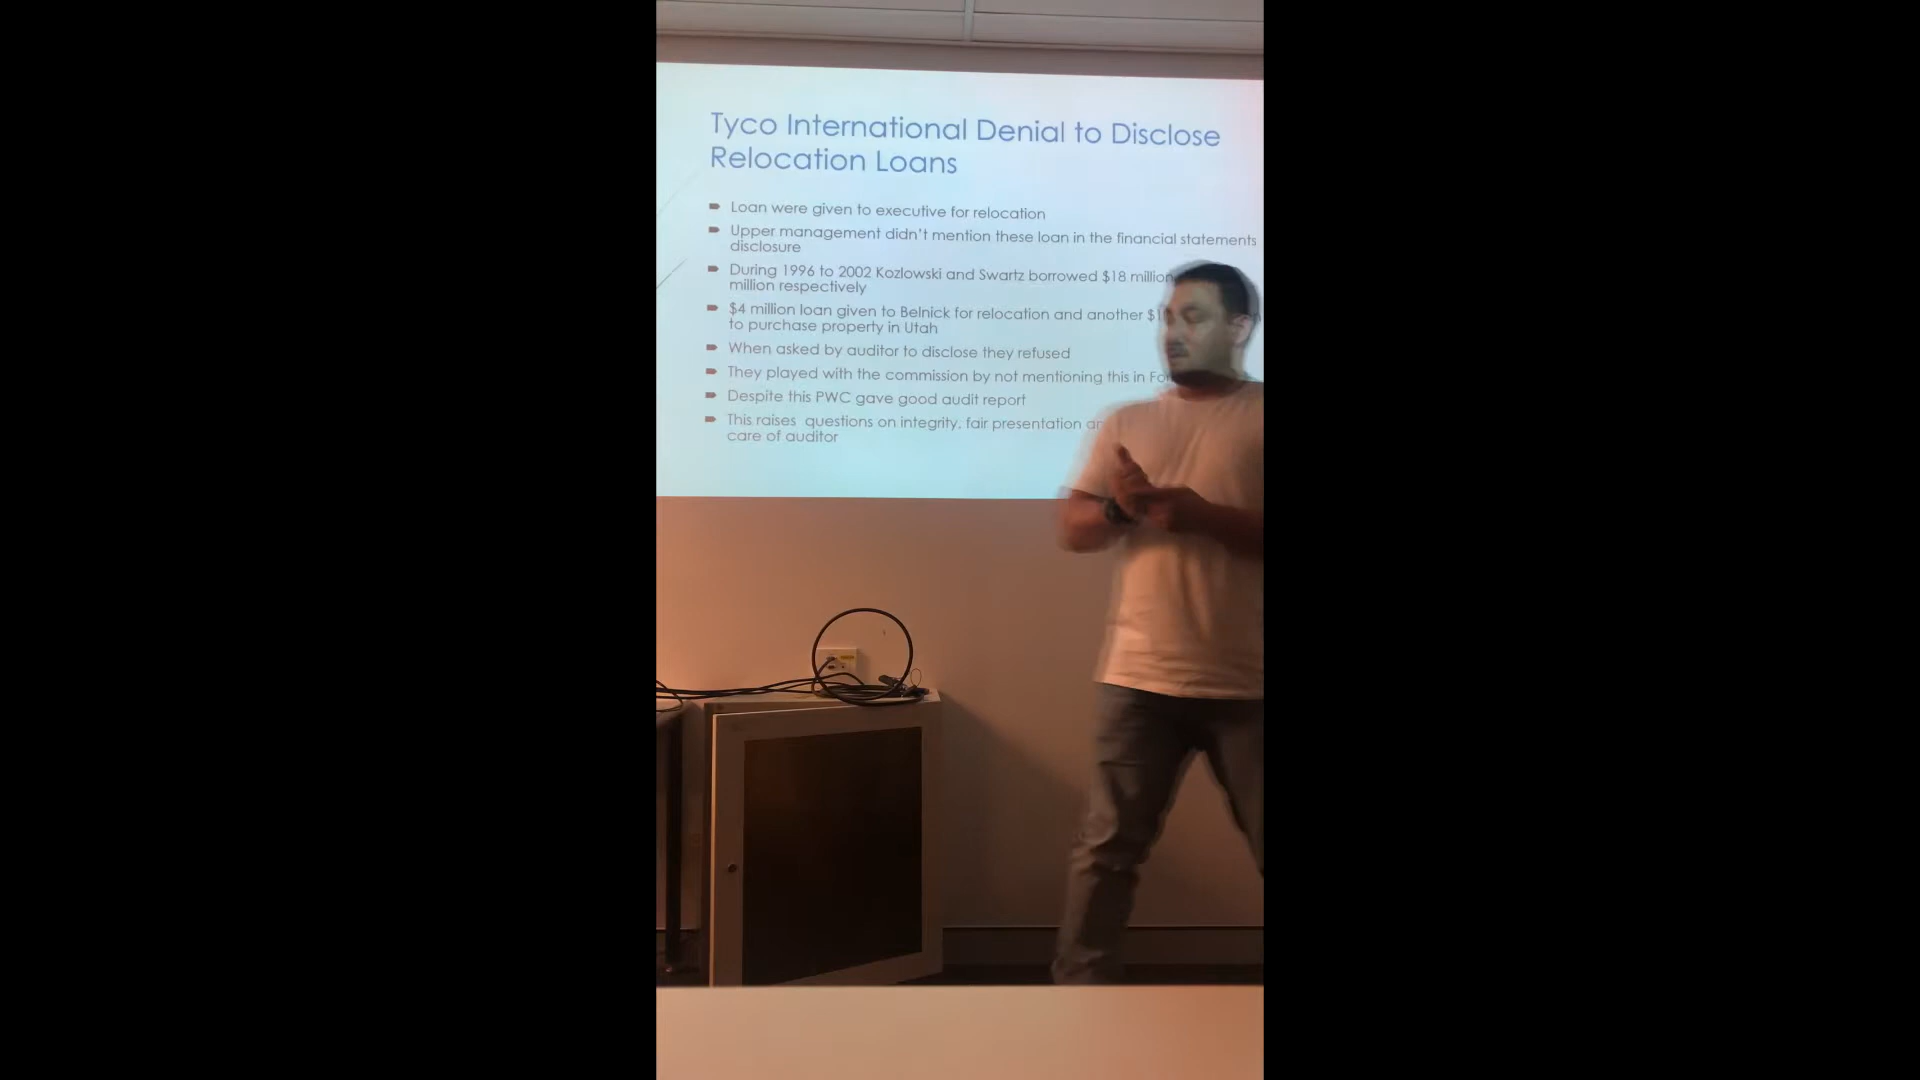 Tyco International Denial to Disclose
Relocation Loans
Loan were given to executive for relocation
Upper management didn't mention these loan in the financial statements
disclosure
During 1996 to 2002 Kozlowski and Swartz borrowed $18 million
million respectively
$4 million loan given to Belnick for relocation and another
to purchase property in Utah
When asked by auditor to disclose they refused
They played with the commission by not mentioning this in
Despite this PWC gave good audit report
This raises questions on integrity, fair presentation
care of auditor